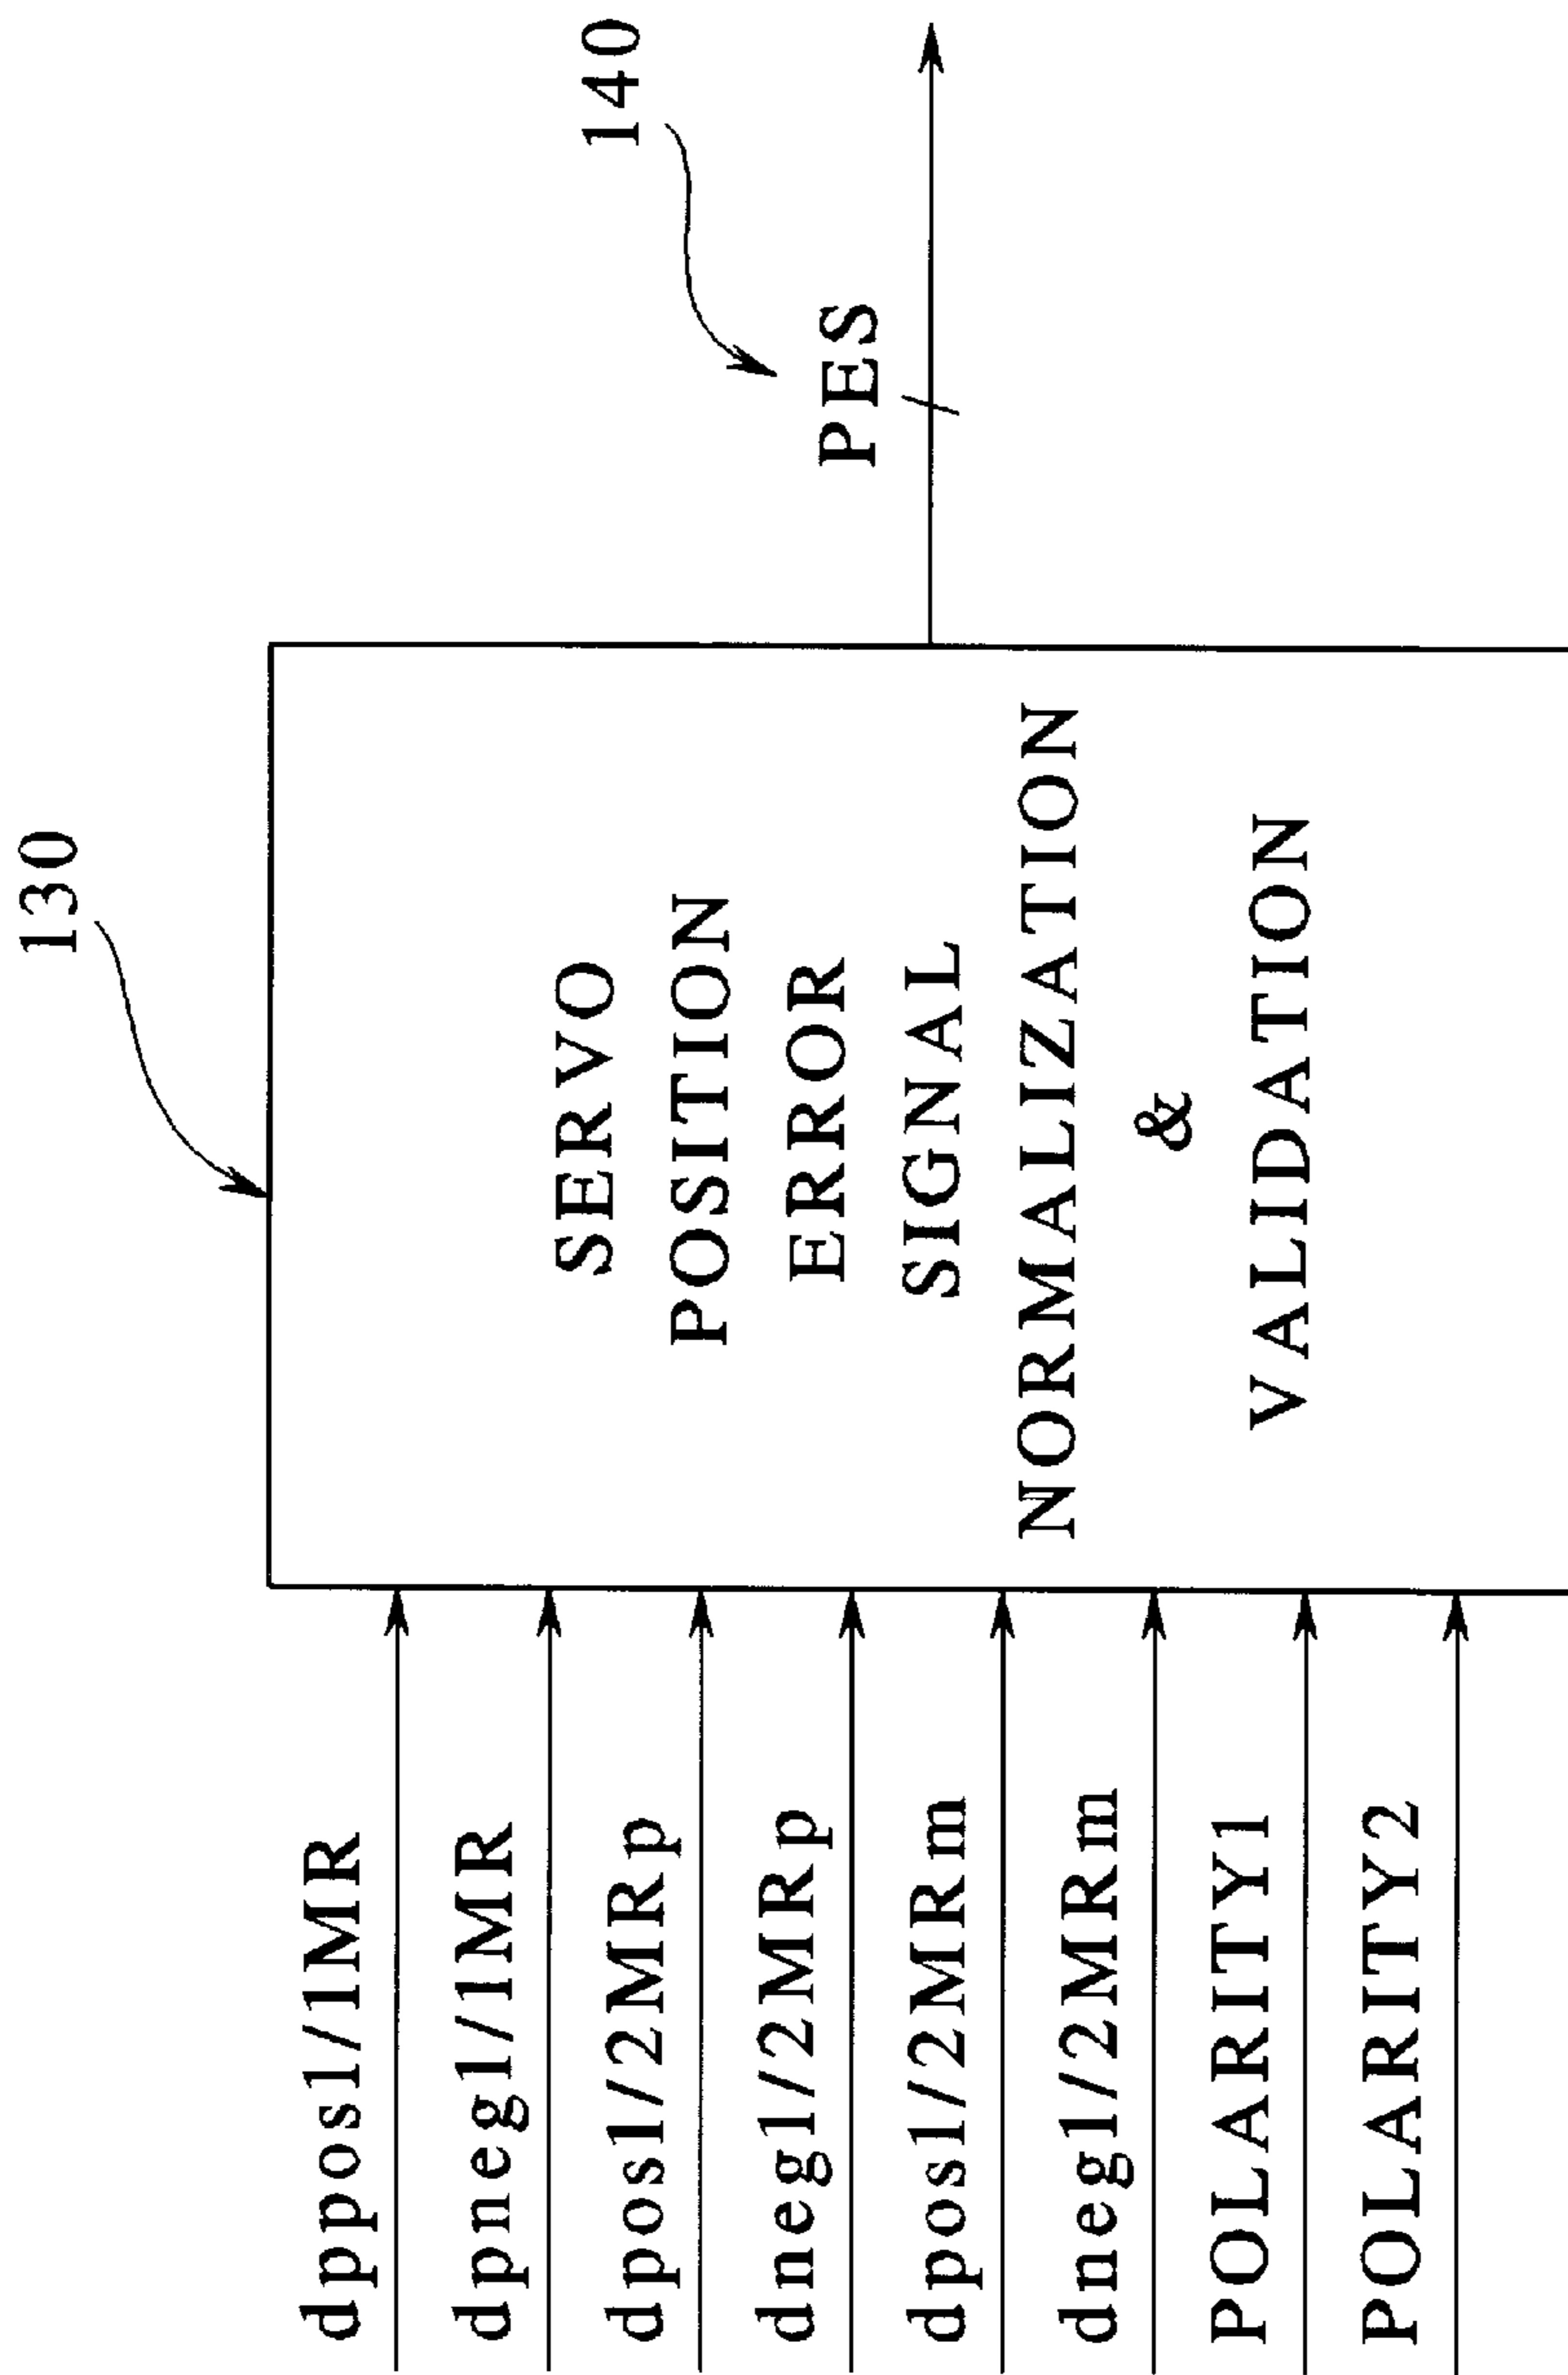 130
140
dppos1/1MR
dpneg1/1MR
dpos1/2MRp
dneg1/2MRp
dpos1/2MRm
dneg1/2MRm
POLARITY1
POLARITY2
SERVO
POSITION
ERROR
SIGNAL
NORMALIZATION
&
VALIDATION
PES